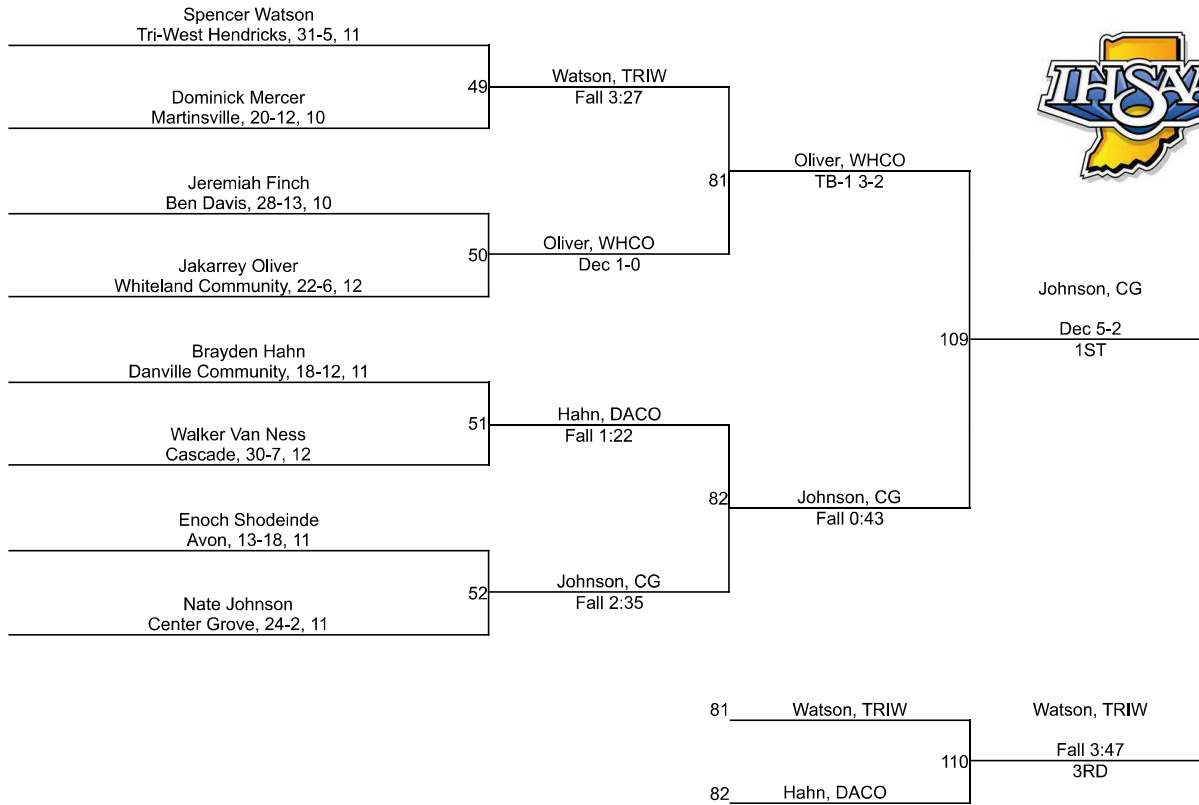 Spencer Watson
Tri-West Hendricks, 31-5, 11
49
Watson, TRIW
Fall 3:27
Dominick Mercer
Martinsville, 20-12, 10
IHSAA
81
Oliver, WHCO
TB-1 3-2
Jeremiah Finch
Ben Davis, 28-13, 10
50
Oliver, WHCO
Dec 1-0
Jakarrey Oliver
Whiteland Community, 22-6, 12
109
Johnson, CG
Dec 5-2
1ST
Brayden Hahn
Danville Community, 18-12, 11
51
Hahn, DACO
Fall 1:22
Walker Van Ness
Cascade, 30-7, 12
82
Johnson, CG
Fall 0:43
Enoch Shodeinde
Avon, 13-18, 11
52
Johnson, CG
Fall 2:35
Nate Johnson
Center Grove, 24-2, 11
81
Watson, TRIW
110
Watson, TRIW
Fall 3:47
3RD
82
Hahn, DACO